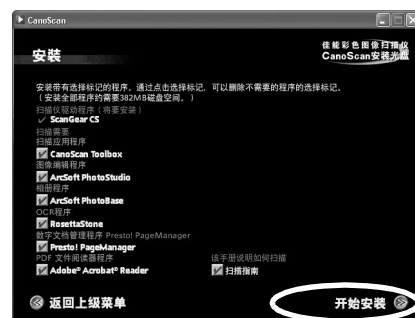 CanoScan
安装
佳能彩色图像扫描仪
CanoScan安装光盘
安装带有选择标记的程序。通过点击选择标记，可以删除不需要的程序的选择标记。
（安装全部程序约需要382MB磁盘空间。）
扫描仪驱动程序（将要安装）
ScanGear CS
扫描需要
扫描应用程序
CanoScan Toolbox
图像编辑程序
ArcSoft PhotoStudio
相册程序
ArcSoft PhotoBase
OCR程序
RosettaStone
数字文档管理程序 Presto! PageManager
Presto! PageManager
PDF 文件阅读器程序
Adobe® Acrobat® Reader
该手册说明如何扫描
扫描指南
返回上级菜单
开始安装